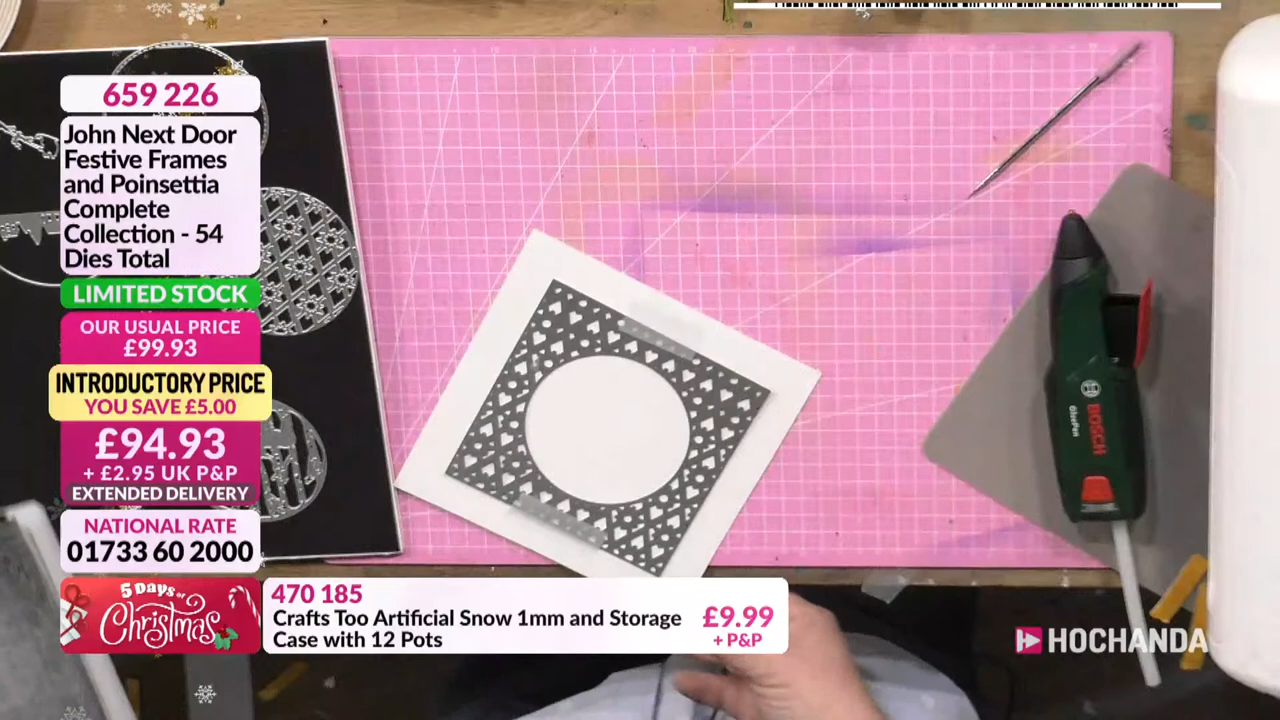 659 226
John Next Door
Festive Frames
and Poinsettia
Complete
Collection - 54
Dies Total
LIMITED STOCK
OUR USUAL PRICE
£99.93
INTRODUCTORY PRICE
YOU SAVE £5.00
£94.93
+ £2.95 UK P&P
EXTENDED DELIVERY
NATIONAL RATE
01733 60 2000
5 Days of
Christmas
470 185
Crafts Too Artificial Snow 1mm and Storage
Case with 12 Pots
£9.99
+ P&P
HOCHANDA
BOSCH
GluePen